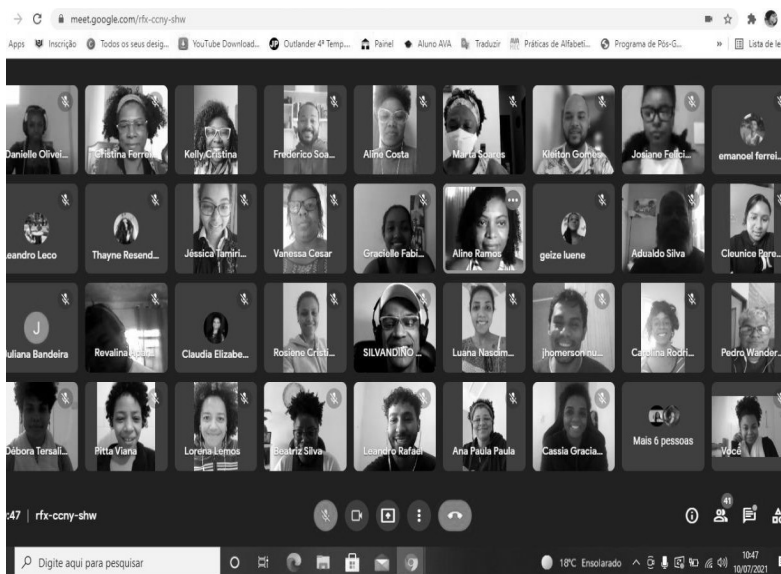 meet.google.com/rfx-ccny-shw
Apps Inscrição Todos os seus desig... YouTube Download... Outlander 4ª Temp... Painel Aluno AVA Traduzir Práticas de Alfabeti... Programa de Pós-G... » Lista de le
Danielle Olivei... Cristina Ferrei... Kelly Cristina Frederico Soa... Aline Costa Marta Soares Kleiton Gomes Josiane Felici... emanoel ferrei...
Leandro Leco Thayne Resend... Jéssica Tamiri... Vanessa Cesar Gracielle Fabi... Aline Ramos geize luene Adualdo Silva Cleunice Pere...
J
Juliana Bandeira Revalina Claudia Elizabe... Rosiene Cristi... SILVANDINO ... Luana Nascim... jhomerson nu... Carolina Rodri... Pedro Wander...
Débora Tersali... Pitta Viana Lorena Lemos Beatriz Silva Leandro Rafael Ana Paula Paula Cassia Gracia... Mais 6 pessoas Você
:47 | rfx-ccny-shw 41
Digite aqui para pesquisar 18°C Ensolarado 10:47
10/07/2021